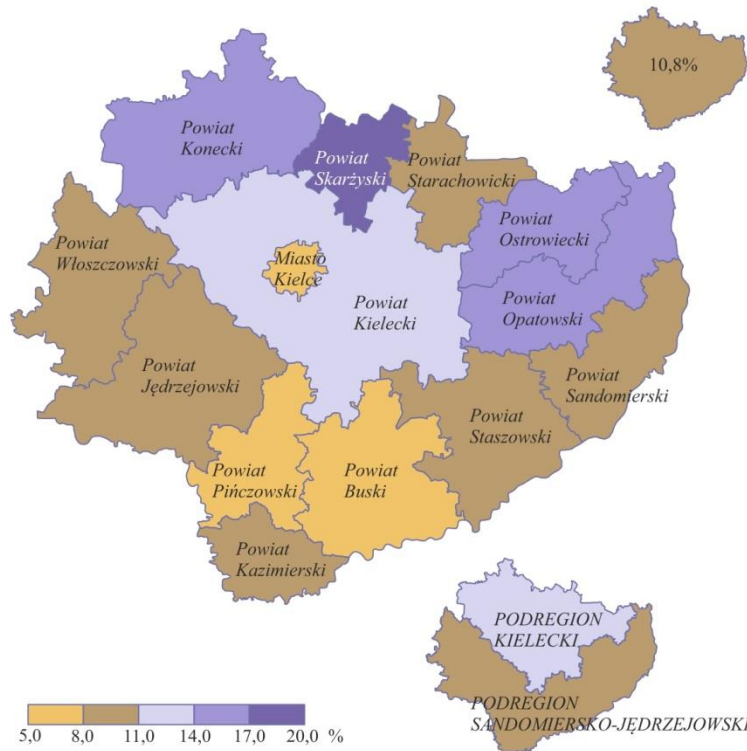 10,8%
Powiat
Konecki
Powiat
Skarżyski
Powiat
Starachowicki
Powiat
Ostrowiecki
Powiat
Włoszczowski
Miasto
Kielce
Powiat
Kielecki
Powiat
Opatowski
Powiat
Jędrzejowski
Powiat
Sandomierski
Powiat
Staszowski
Powiat
Pińczowski
Powiat
Buski
Powiat
Kazimierski
PODREGION
KIELECKI
PODREGION
SANDOMIERSKO-JĘDRZEJOWSKI
5,0 8,0 11,0 14,0 17,0 20,0 %